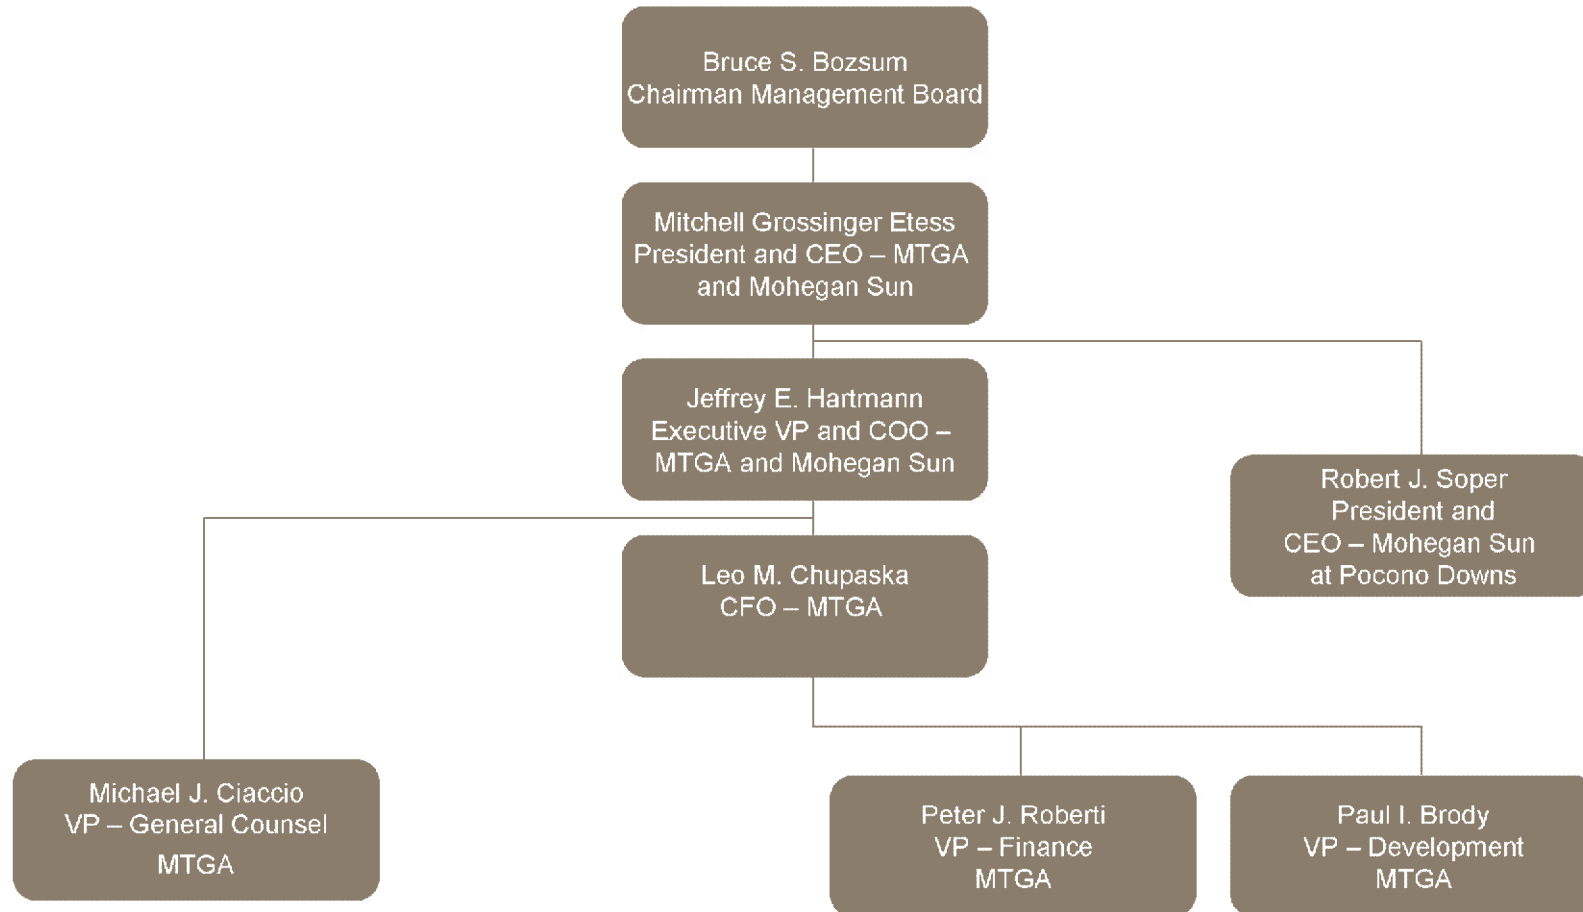 Bruce S. Bozsum
Chairman Management Board
Mitchell Grossinger Etess
President and CEO – MTGA
and Mohegan Sun
Jeffrey E. Hartmann
Executive VP and COO –
MTGA and Mohegan Sun
Robert J. Soper
President and
CEO – Mohegan Sun
at Pocono Downs
Leo M. Chupaska
CFO – MTGA
Michael J. Ciaccio
VP – General Counsel
MTGA
Peter J. Roberti
VP – Finance
MTGA
Paul I. Brody
VP – Development
MTGA